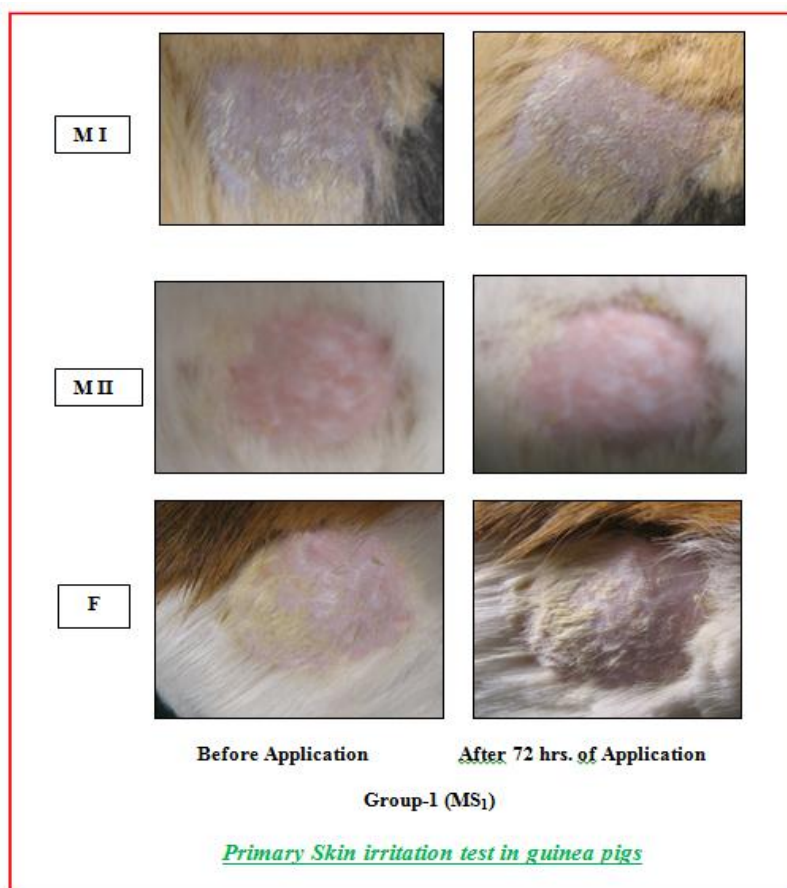 M I
M II
F
Before Application
After 72 hrs. of Application
Group-1 (MS₁)
Primary Skin irritation test in guinea pigs